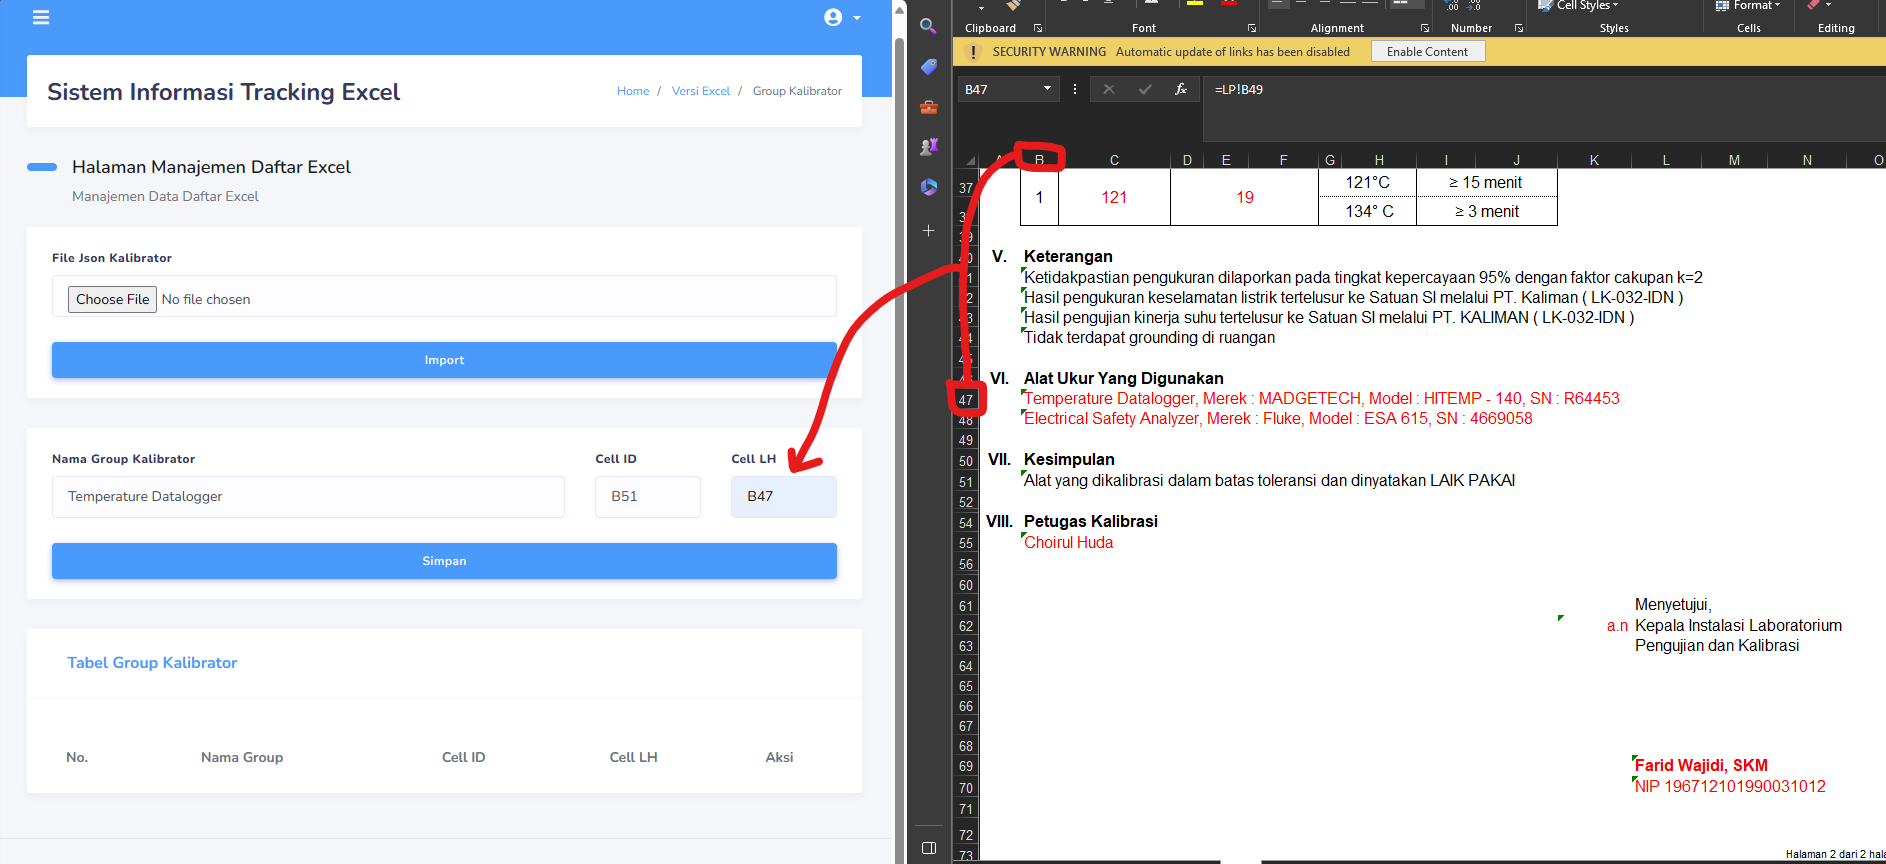 Sistem Informasi Tracking Excel
Home / Versi Excel / Group Kalibrator
Halaman Manajemen Daftar Excel
Manajemen Data Daftar Excel
File Json Kalibrator
Choose File No file chosen
Import
Nama Group Kalibrator Cell ID Cell LH
Temperature Datalogger B51 B47
Simpan
Tabel Group Kalibrator
No. Nama Group Cell ID Cell LH Aksi
Cell Styles
Format
Clipboard Font Alignment Number Styles Cells Editing
! SECURITY WARNING Automatic update of links has been disabled Enable Content
B47 fx =LP!B49
B C D E F G H I J K L M N O
37 1 121 19 121°C ≥ 15 menit
134° C ≥ 3 menit
39
V. Keterangan
Ketidakpastian pengukuran dilaporkan pada tingkat kepercayaan 95% dengan faktor cakupan k=2
Hasil pengukuran keselamatan listrik tertelusur ke Satuan SI melalui PT. Kaliman ( LK-032-IDN )
Hasil pengujian kinerja suhu tertelusur ke Satuan SI melalui PT. KALIMAN ( LK-032-IDN )
Tidak terdapat grounding di ruangan
VI. Alat Ukur Yang Digunakan
47 Temperature Datalogger, Merek : MADGETECH, Model : HITEMP - 140, SN : R64453
48 Electrical Safety Analyzer, Merek : Fluke, Model : ESA 615, SN : 4669058
49
50 VII. Kesimpulan
51 Alat yang dikalibrasi dalam batas toleransi dan dinyatakan LAIK PAKAI
52
54 VIII. Petugas Kalibrasi
55 Choirul Huda
56
60
61 Menyetujui,
62 a.n Kepala Instalasi Laboratorium
63 Pengujian dan Kalibrasi
64
65
66
67
68
69 Farid Wajidi, SKM
70 NIP 196712101990031012
71
72
73 Halaman 2 dari 2